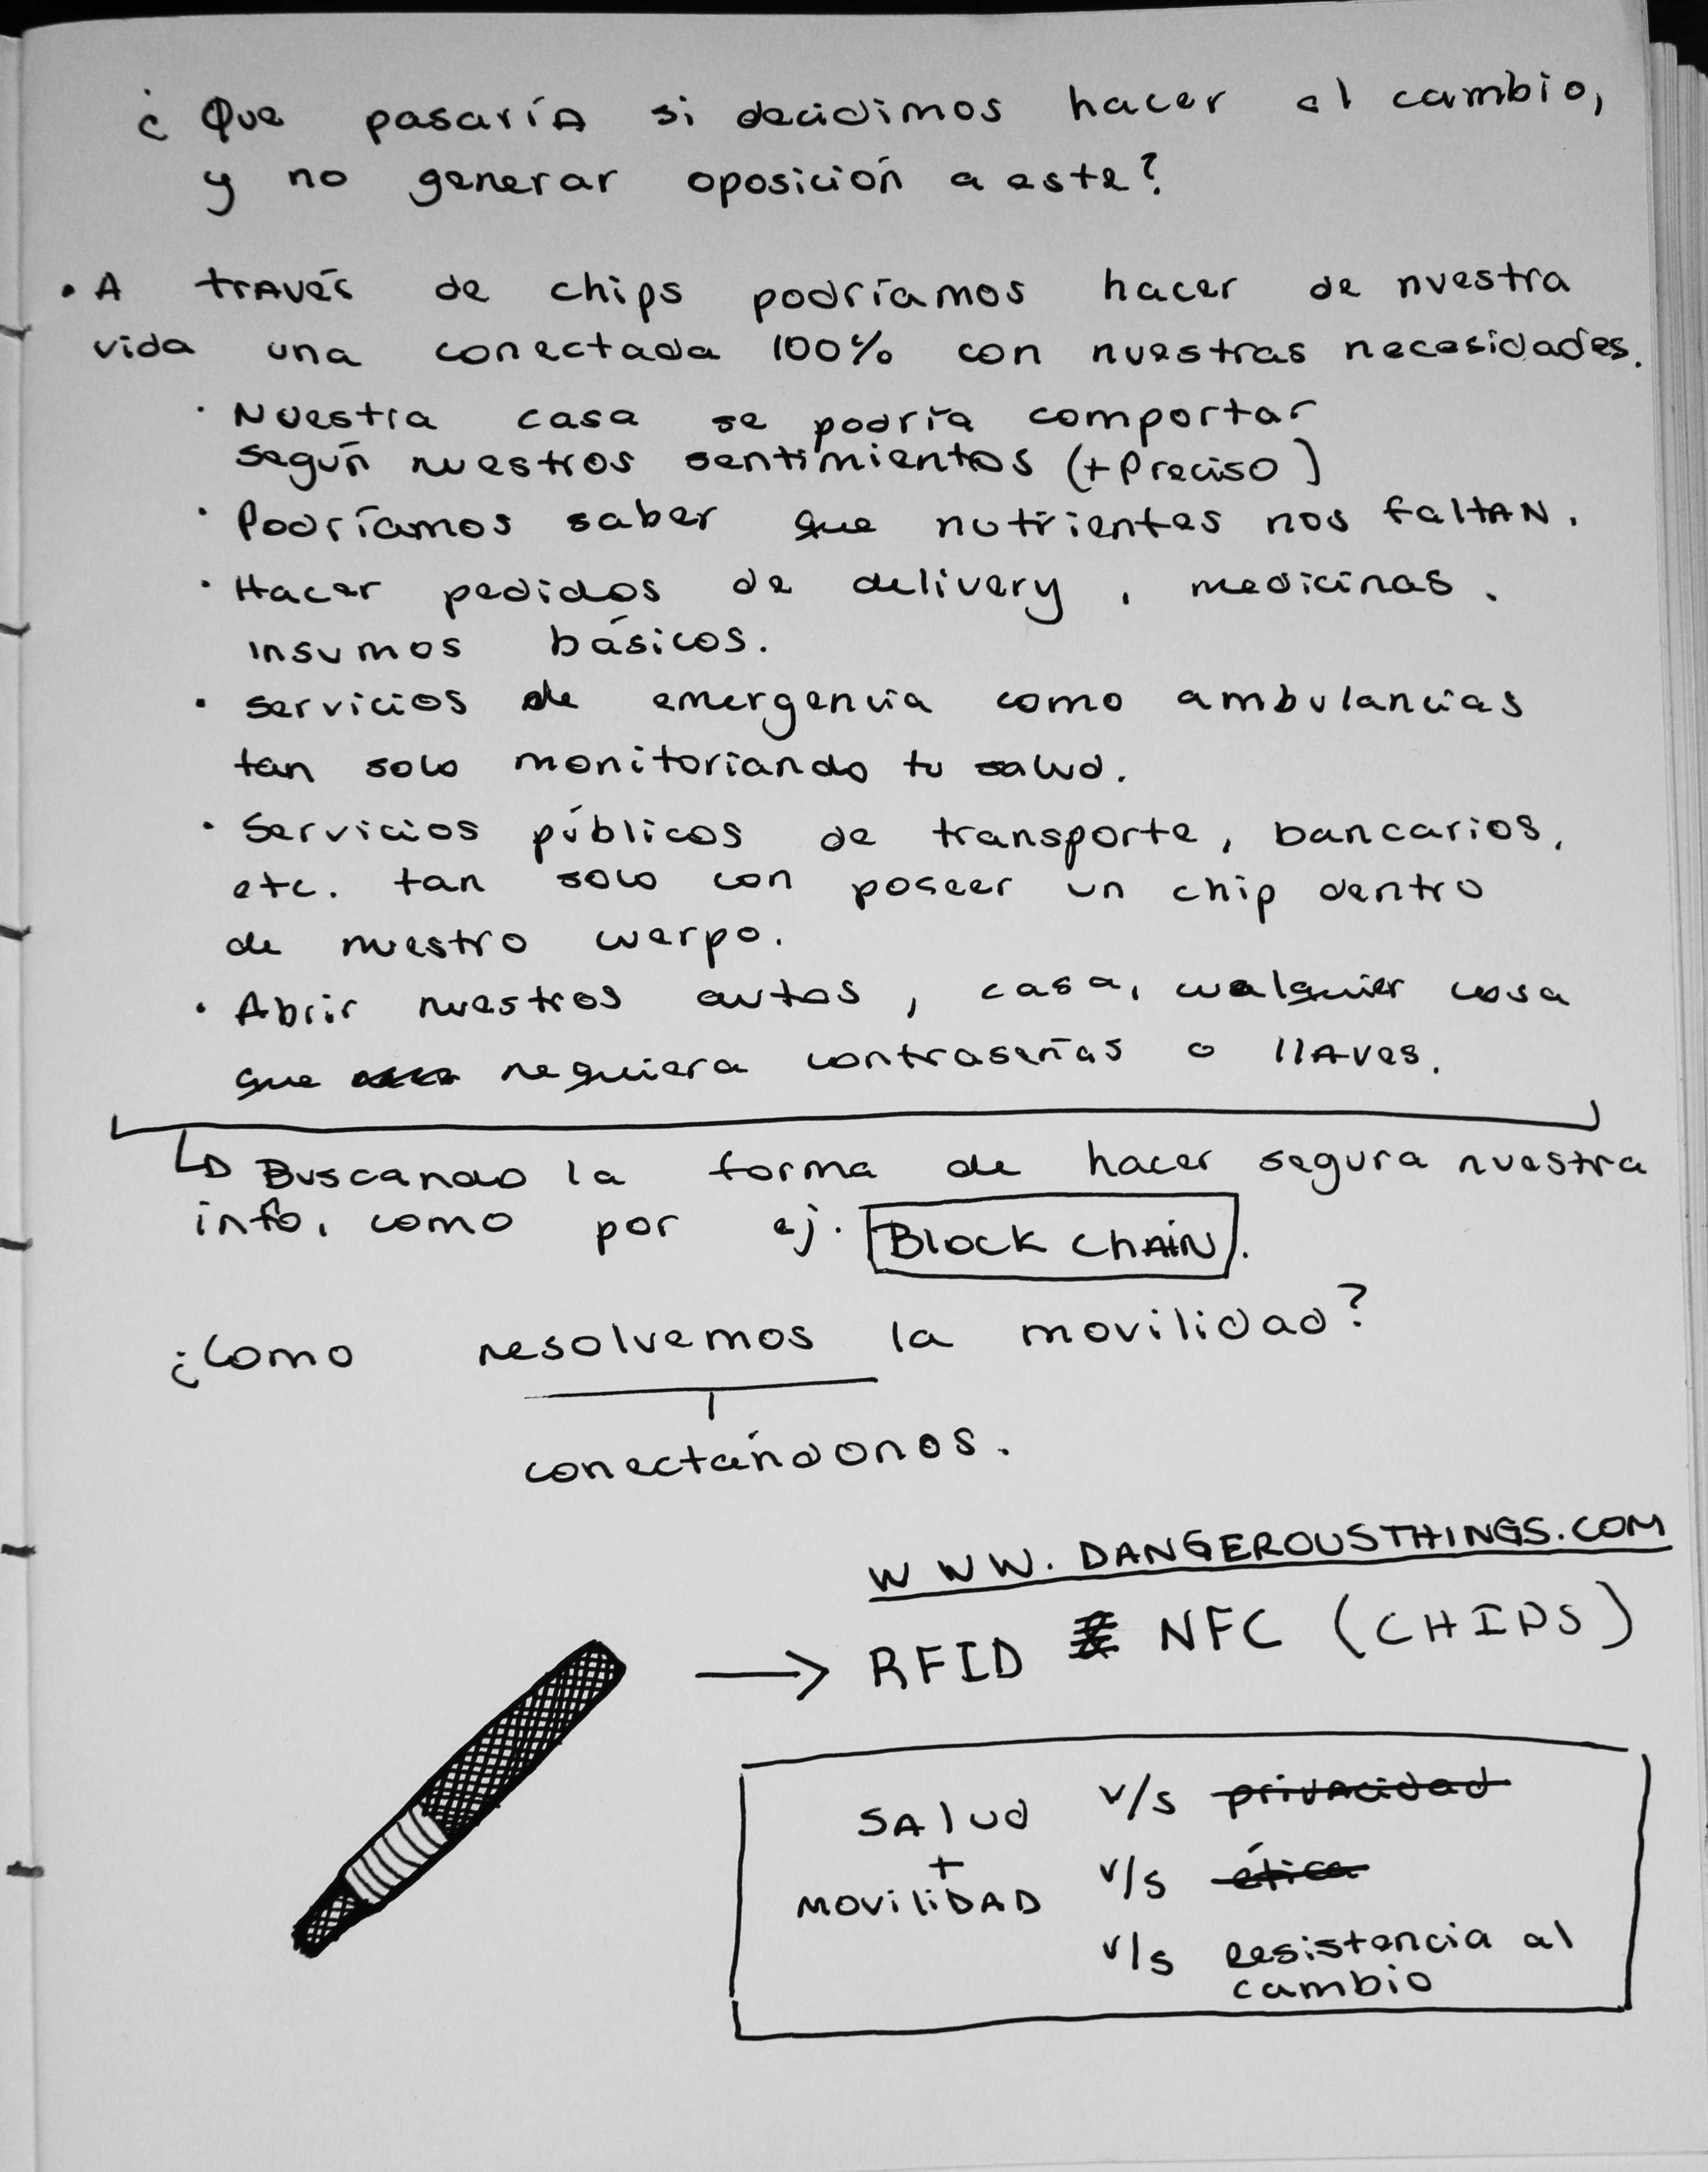 ¿ Que pasaría si decidimos hacer el cambio,
y no generar oposición a este?
• A través de chips podríamos hacer de nuestra
vida una conectada 100% con nuestras necesidades.
· Nuestra casa se podría comportar
según nuestros sentimientos (+ Preciso)
· Podríamos saber que nutrientes nos faltan.
· Hacer pedidos de delivery, medicinas.
insumos básicos.
· servicios de emergencia como ambulancias
tan solo monitoriando tu salud.
· Servicios públicos de transporte, bancarios,
etc. tan solo con poseer un chip dentro
de nuestro cuerpo.
· Abrir nuestros autos, casa, cualquier cosa
que requiera contraseñas o llaves.
↳ Buscando la forma de hacer segura nuestra
info, como por ej. Block chain.
¿Como resolvemos la movilidad?
conectándonos.
WWW.DANGEROUSTHINGS.COM
→ RFID NFC (CHIPS)
Salud v/s privacidad
+
MOViliDAD v/s ética
v/s Resistencia al
cambio